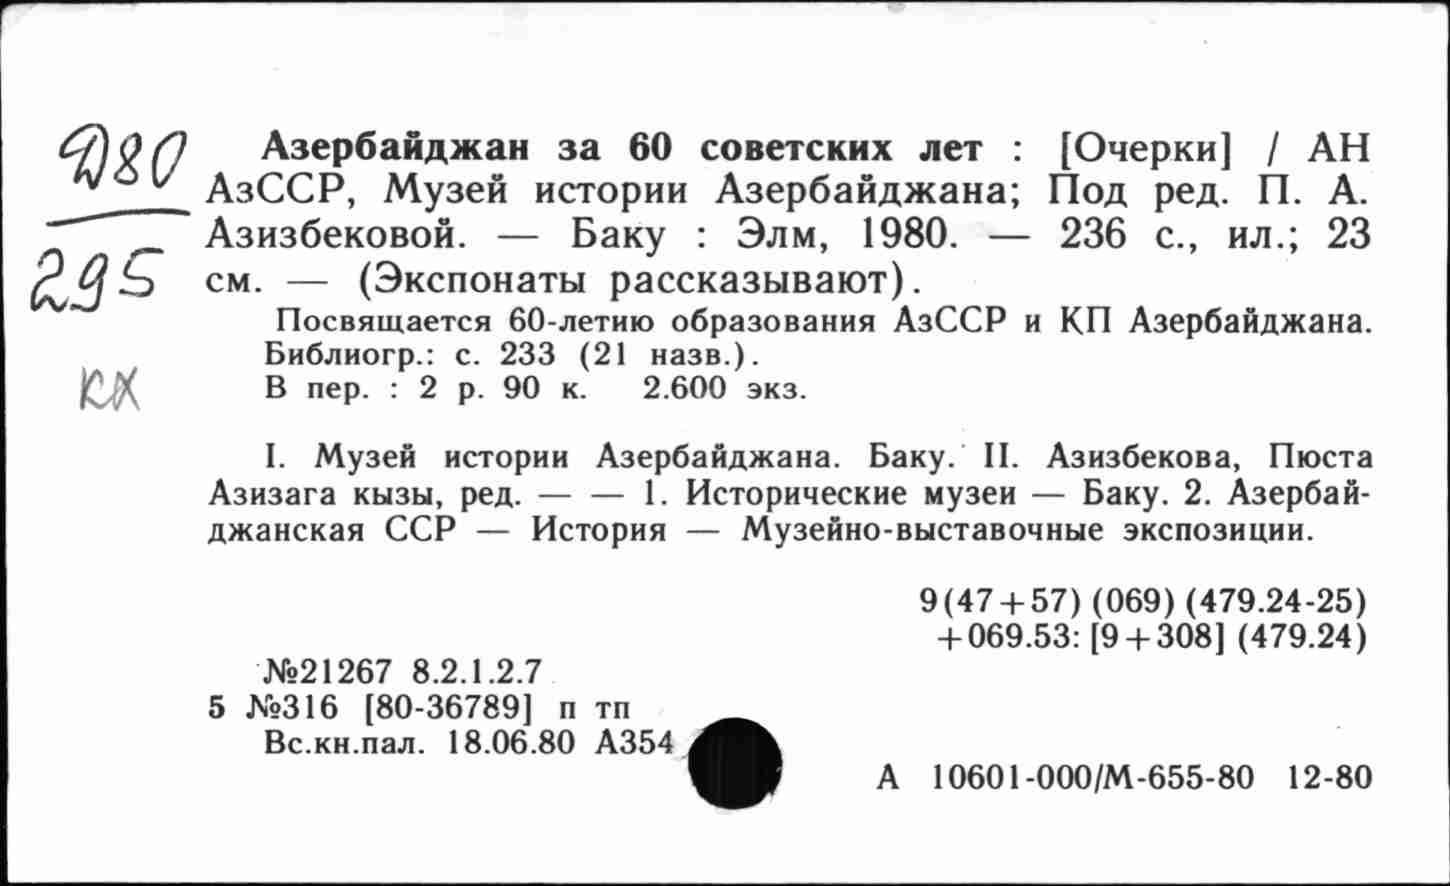 Д80
295
КХ
Азербайджан за 60 советских лет : [Очерки] / АН
АзССР, Музей истории Азербайджана; Под ред. П. А.
Азизбековой. — Баку : Элм, 1980. — 236 с., ил.; 23
см. — (Экспонаты рассказывают).
Посвящается 60-летию образования АзССР и КП Азербайджана.
Библиогр.: с. 233 (21 назв.).
В пер. : 2 р. 90 к. 2.600 экз.
I. Музей истории Азербайджана. Баку. II. Азизбекова, Пюста
Азизага кызы, ред. — — 1. Исторические музеи — Баку. 2. Азербай-
джанская ССР — История — Музейно-выставочные экспозиции.
9(47+57) (069) (479.24-25)
+069.53: [9+308] (479.24)
№21267 8.2.1.2.7
5 №316 [80-36789] п тп
Вс.кн.пал. 18.06.80 А354
А 10601-000/М-655-80 12-80